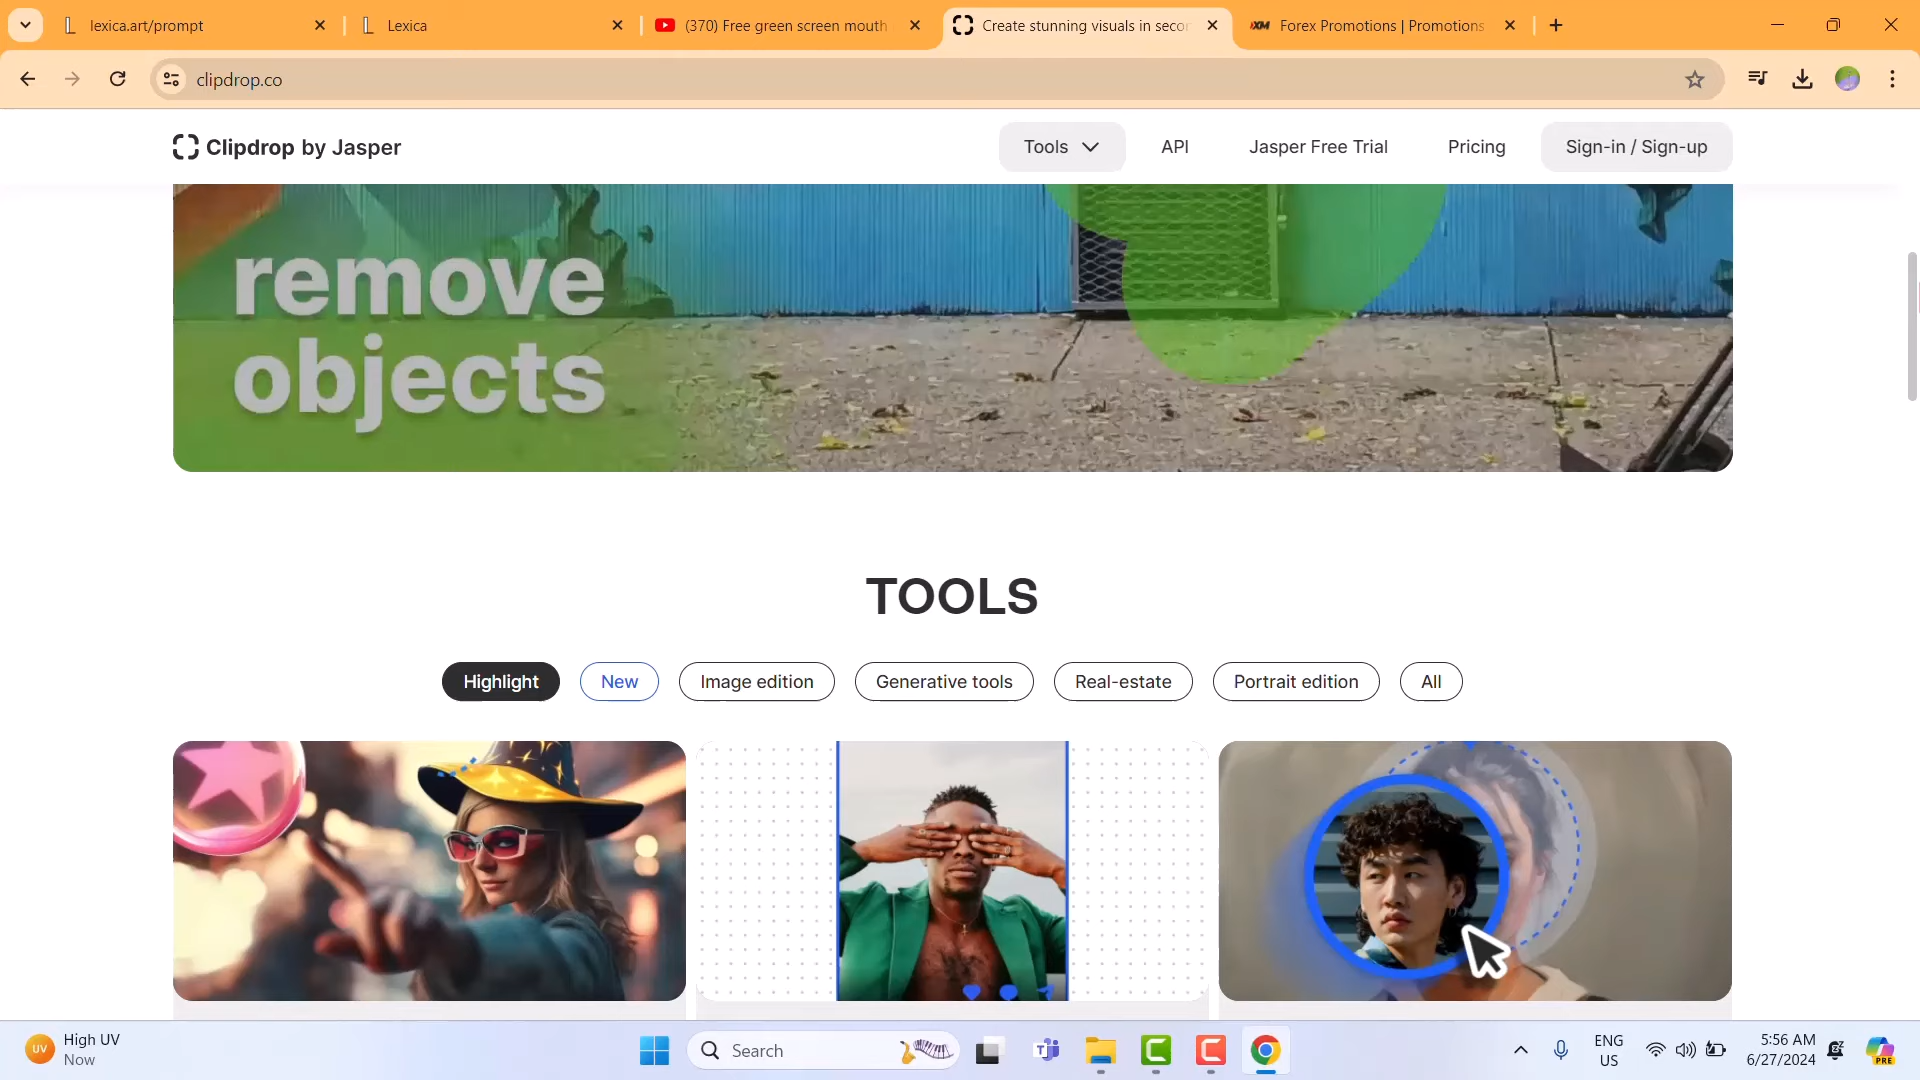 lexica.art/prompt
Lexica
(370) Free green screen mouth
Create stunning visuals in secon
XM Forex Promotions | Promotions
clipdrop.co
Clipdrop by Jasper
Tools
API
Jasper Free Trial
Pricing
Sign-in / Sign-up
remove
objects
TOOLS
Highlight
New
Image edition
Generative tools
Real-estate
Portrait edition
All
UV
High UV
Now
Search
ENG
US
5:56 AM
6/27/2024
PRE